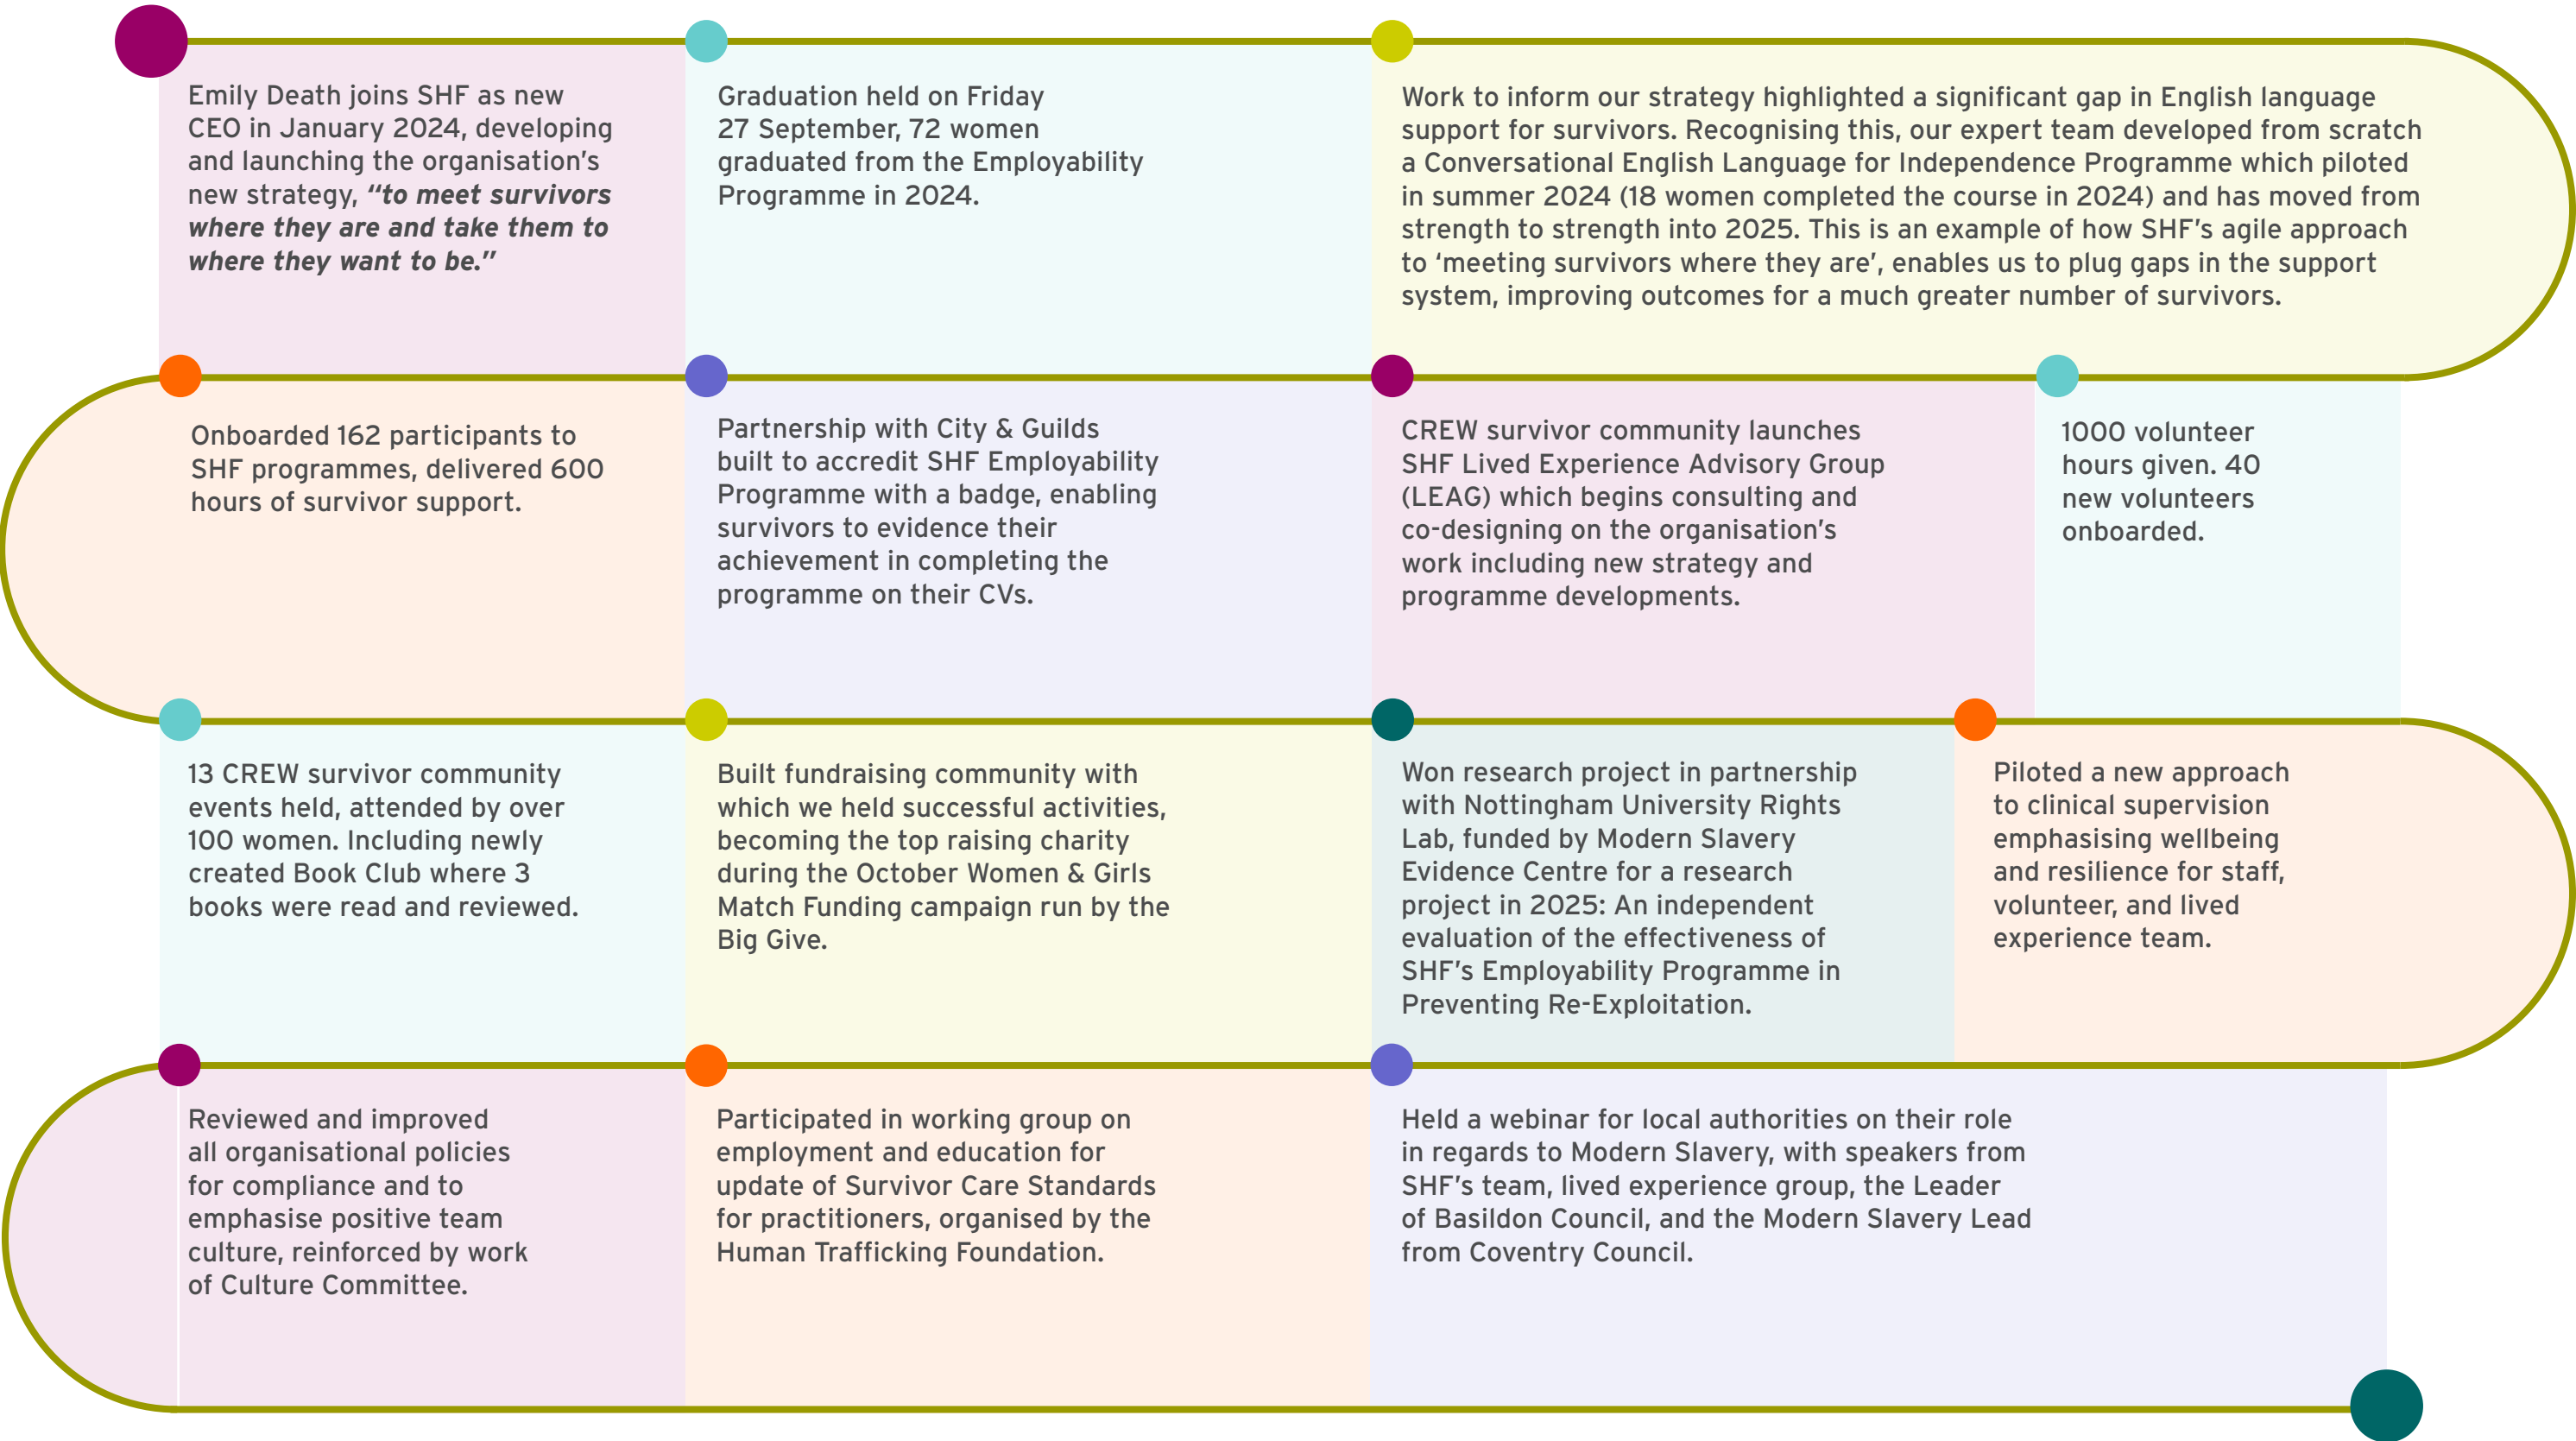 Emily Death joins SHF as new
CEO in January 2024, developing
and launching the organisation’s
new strategy, “to meet survivors
where they are and take them to
where they want to be.”
Graduation held on Friday
27 September, 72 women
graduated from the Employability
Programme in 2024.
Work to inform our strategy highlighted a significant gap in English language
support for survivors. Recognising this, our expert team developed from scratch
a Conversational English Language for Independence Programme which piloted
in summer 2024 (18 women completed the course in 2024) and has moved from
strength to strength into 2025. This is an example of how SHF’s agile approach
to ‘meeting survivors where they are’, enables us to plug gaps in the support
system, improving outcomes for a much greater number of survivors.
Onboarded 162 participants to
SHF programmes, delivered 600
hours of survivor support.
Partnership with City & Guilds
built to accredit SHF Employability
Programme with a badge, enabling
survivors to evidence their
achievement in completing the
programme on their CVs.
CREW survivor community launches
SHF Lived Experience Advisory Group
(LEAG) which begins consulting and
co-designing on the organisation’s
work including new strategy and
programme developments.
1000 volunteer
hours given. 40
new volunteers
onboarded.
13 CREW survivor community
events held, attended by over
100 women. Including newly
created Book Club where 3
books were read and reviewed.
Built fundraising community with
which we held successful activities,
becoming the top raising charity
during the October Women & Girls
Match Funding campaign run by the
Big Give.
Won research project in partnership
with Nottingham University Rights
Lab, funded by Modern Slavery
Evidence Centre for a research
project in 2025: An independent
evaluation of the effectiveness of
SHF’s Employability Programme in
Preventing Re-Exploitation.
Piloted a new approach
to clinical supervision
emphasising wellbeing
and resilience for staff,
volunteer, and lived
experience team.
Reviewed and improved
all organisational policies
for compliance and to
emphasise positive team
culture, reinforced by work
of Culture Committee.
Participated in working group on
employment and education for
update of Survivor Care Standards
for practitioners, organised by the
Human Trafficking Foundation.
Held a webinar for local authorities on their role
in regards to Modern Slavery, with speakers from
SHF’s team, lived experience group, the Leader
of Basildon Council, and the Modern Slavery Lead
from Coventry Council.